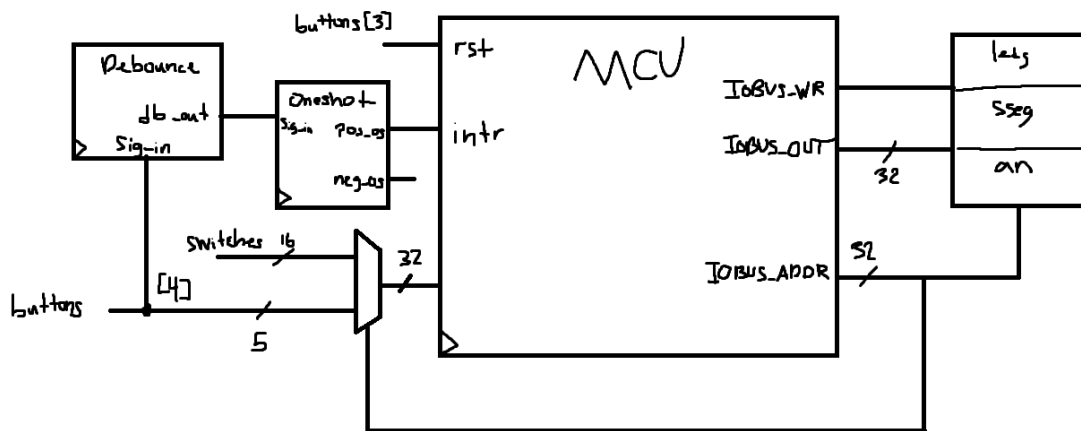 buttons[3]
rst
MCU
Debounce
db_out
Sig_in
Oneshot
Sig_in
pos_os
neg_os
intr
IOBUS_WR
IOBUS_OUT
32
IOBUS_ADDR
32
leds
Sseg
an
switches
16
32
buttons
[4]
5